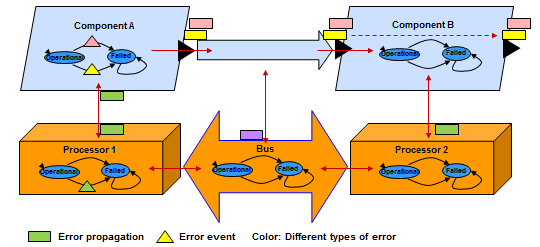 Component A
Component B
Operational
Failed
Operational
Failed
Processor 1
Bus
Processor 2
Operational
Failed
Operational
Failed
Operational
Failed
Error propagation
Error event
Color: Different types of error